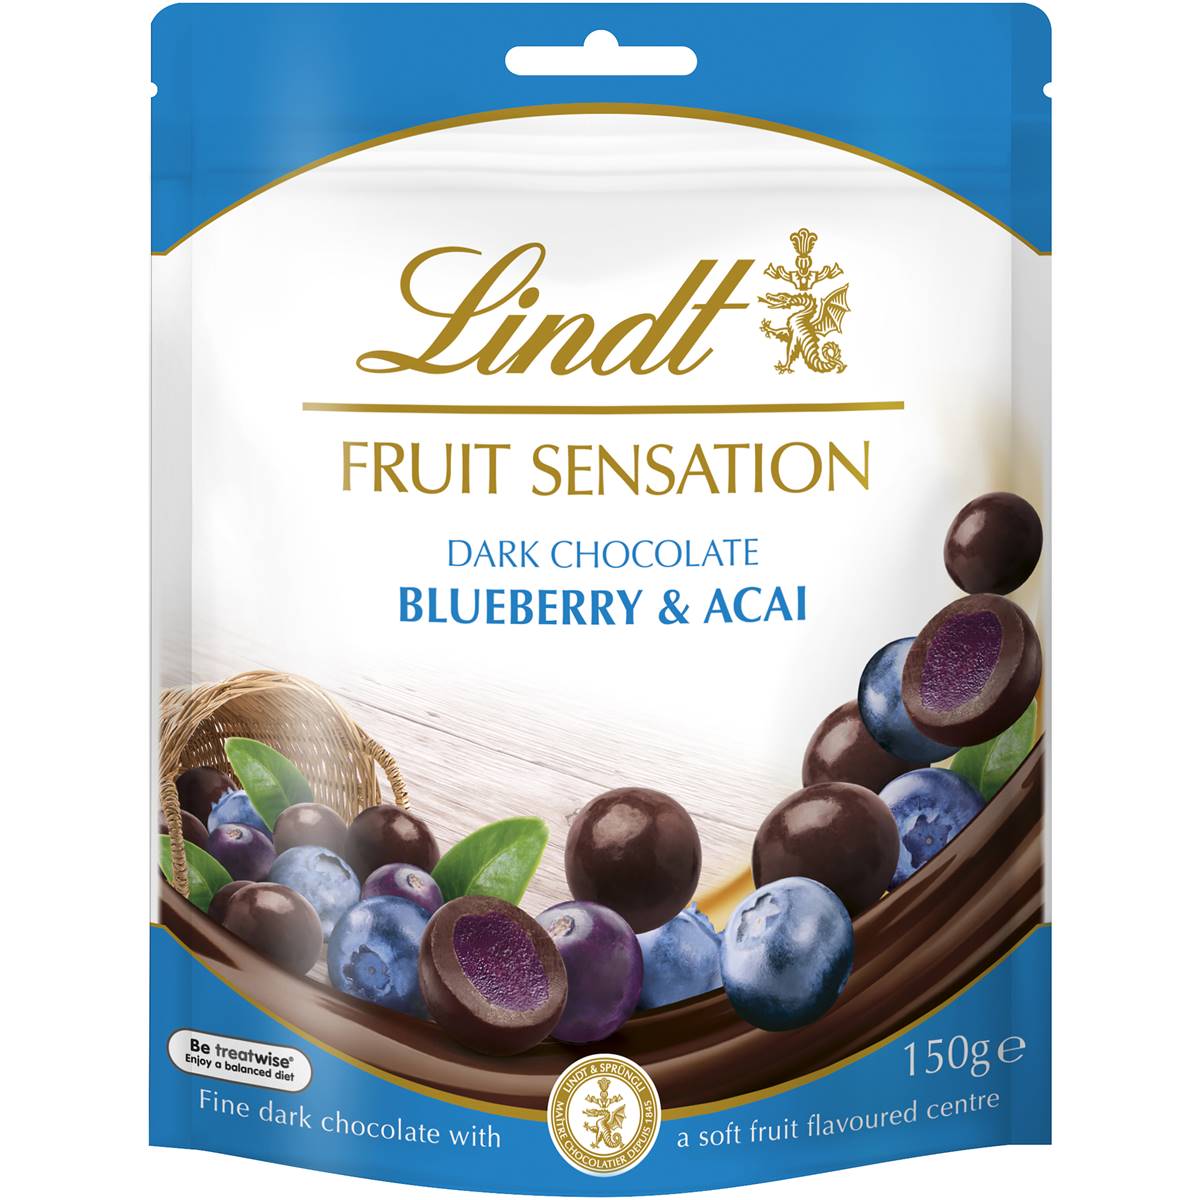 Lindt
FRUIT SENSATION
DARK CHOCOLATE
BLUEBERRY & ACAI
Be treatwise®
Enjoy a balanced diet
150g e
Fine dark chocolate with
a soft fruit flavoured centre
LINDT & SPRÜNGLI
MAÎTRE CHOCOLATIER DEPUIS 1845